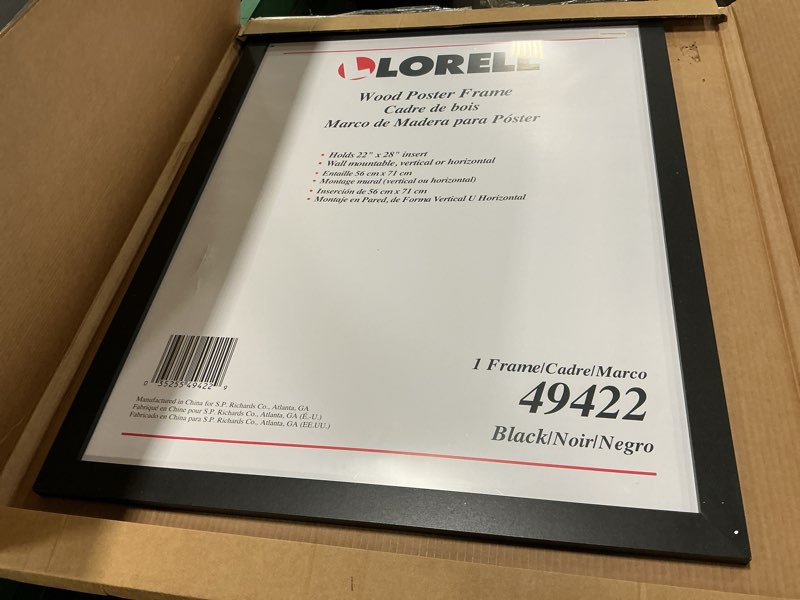 LORELL
Wood Poster Frame
Cadre de bois
Marco de Madera para Póster
• Holds 22" x 28" insert
• Wall mountable, vertical or horizontal
• Entaille 56 cm x 71 cm
• Montage mural (vertical ou horizontal)
• Inserción de 56 cm x 71 cm
• Montaje en Pared, de Forma Vertical U Horizontal
0 35255 49422 9
Manufactured in China for S.P. Richards Co., Atlanta, GA
Fabriqué en Chine pour S.P. Richards Co., Atlanta, GA (É.-U.)
Fabricado en China para S.P. Richards Co., Atlanta, GA (EE.UU.)
1 Frame/Cadre/Marco
49422
Black/Noir/Negro